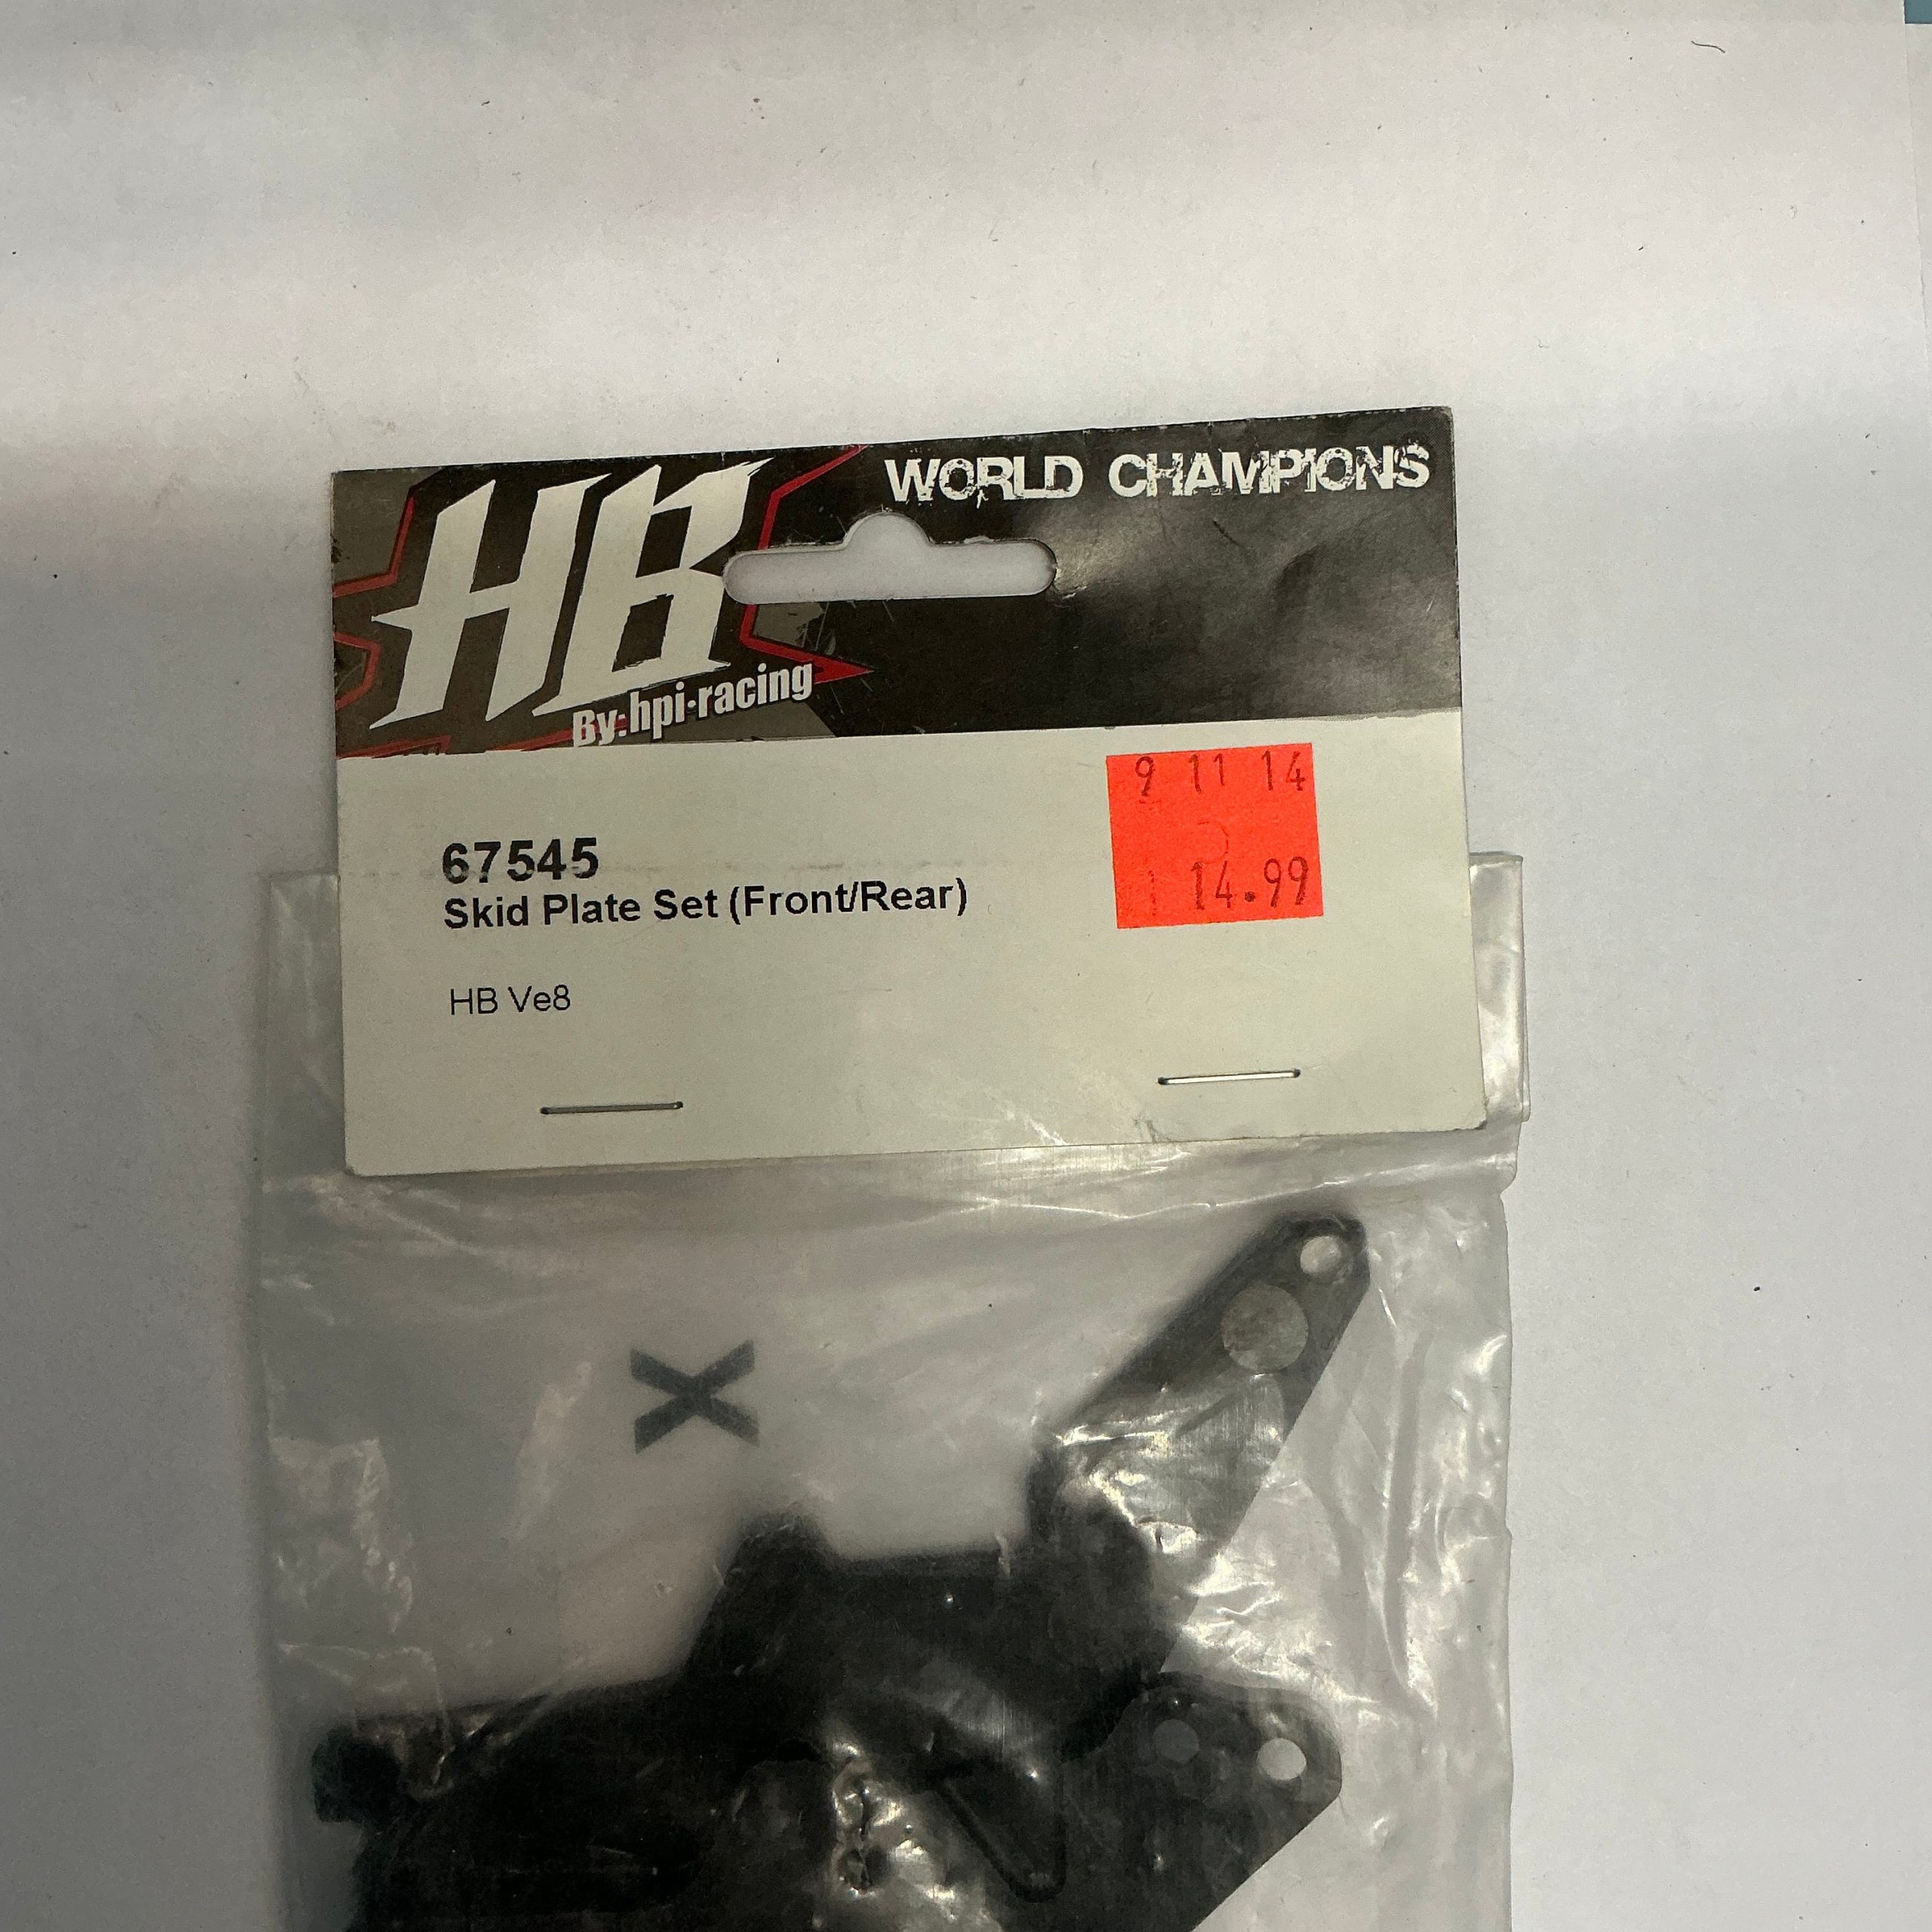 WORLD CHAMPIONS
HB
By:hpi·racing
9 11 14
14.99
67545
Skid Plate Set (Front/Rear)
HB Ve8